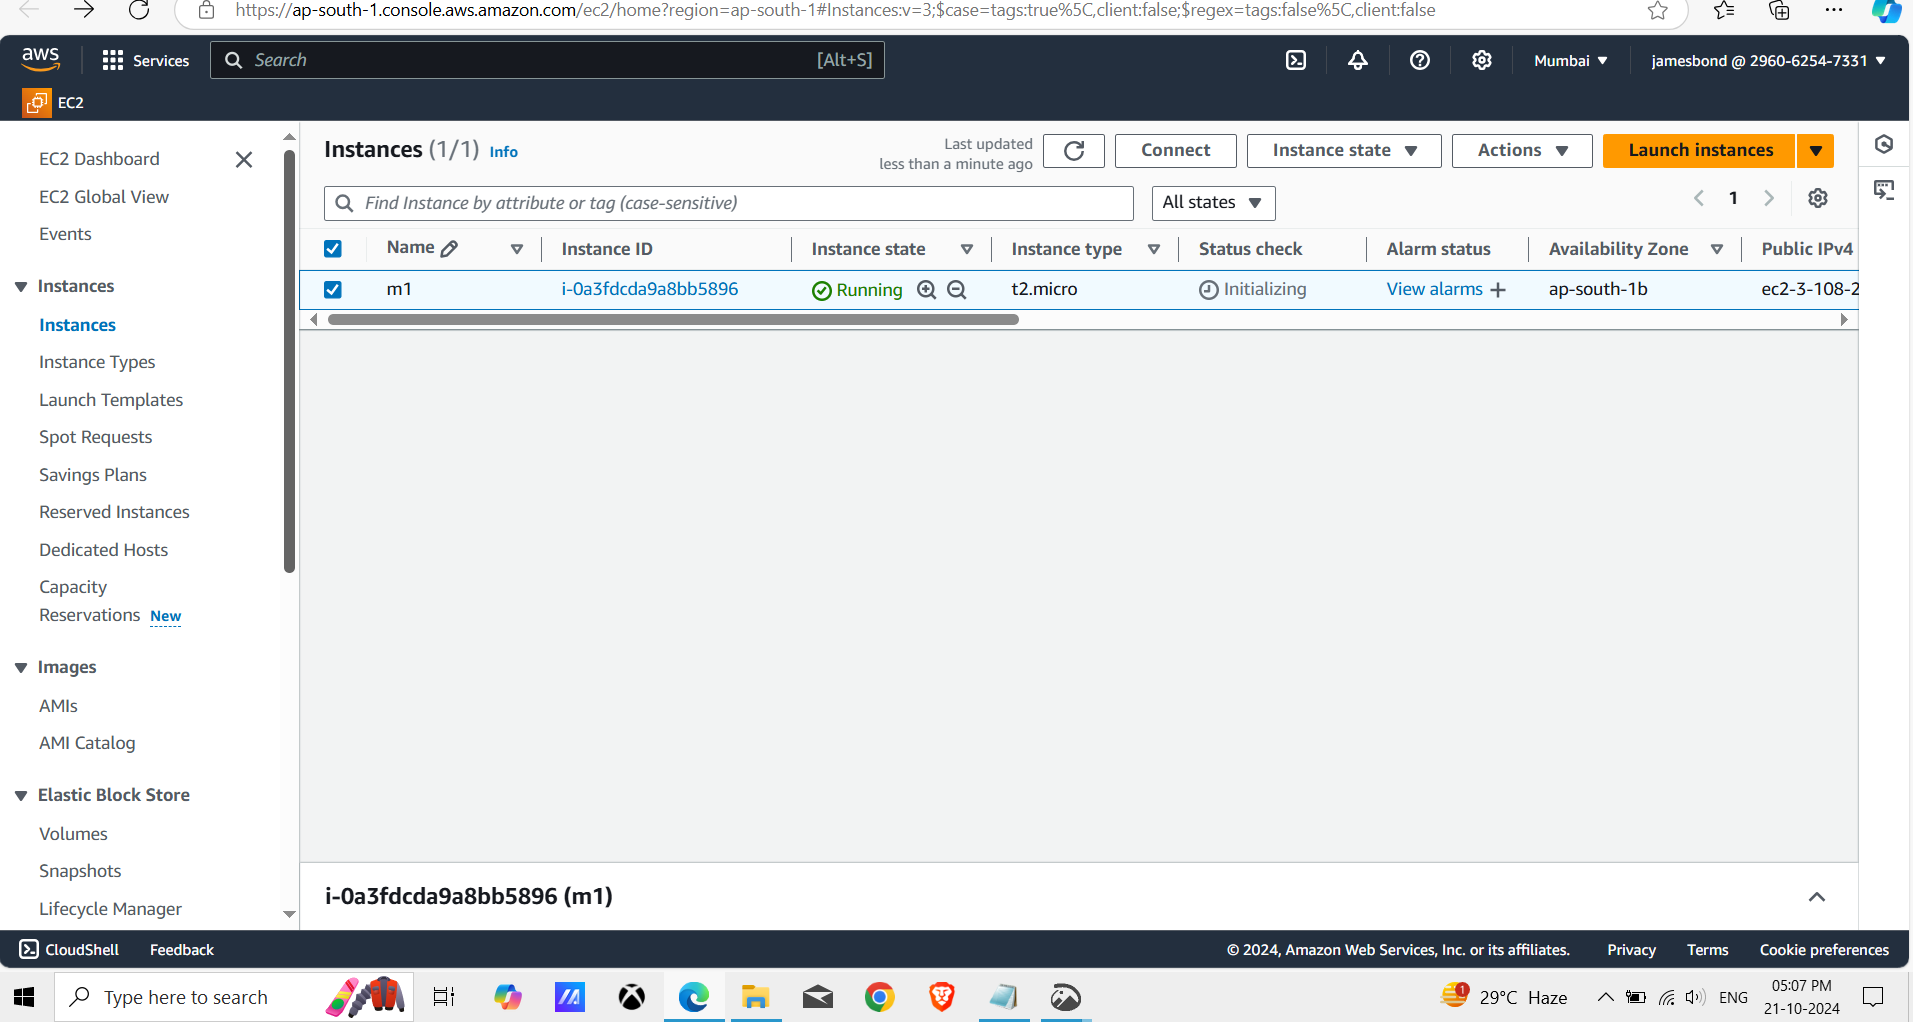 https://ap-south-1.console.aws.amazon.com/ec2/home?region=ap-south-1#Instances:v=3;$case=tags:true%5C,client:false;$regex=tags:false%5C,client:false
aws Services Search [Alt+S] Mumbai jamesbond @ 2960-6254-7331
EC2
EC2 Dashboard
EC2 Global View
Events
Instances
Instances
Instance Types
Launch Templates
Spot Requests
Savings Plans
Reserved Instances
Dedicated Hosts
Capacity
Reservations New
Images
AMIs
AMI Catalog
Elastic Block Store
Volumes
Snapshots
Lifecycle Manager
Instances (1/1) Info
Last updated
less than a minute ago
Connect Instance state Actions Launch instances
Find Instance by attribute or tag (case-sensitive) All states 1
Name Instance ID Instance state Instance type Status check Alarm status Availability Zone Public IPv4
m1 i-0a3fdcda9a8bb5896 Running t2.micro Initializing View alarms + ap-south-1b ec2-3-108-2
i-0a3fdcda9a8bb5896 (m1)
CloudShell Feedback © 2024, Amazon Web Services, Inc. or its affiliates. Privacy Terms Cookie preferences
Type here to search 1 29°C Haze ENG 05:07 PM
21-10-2024